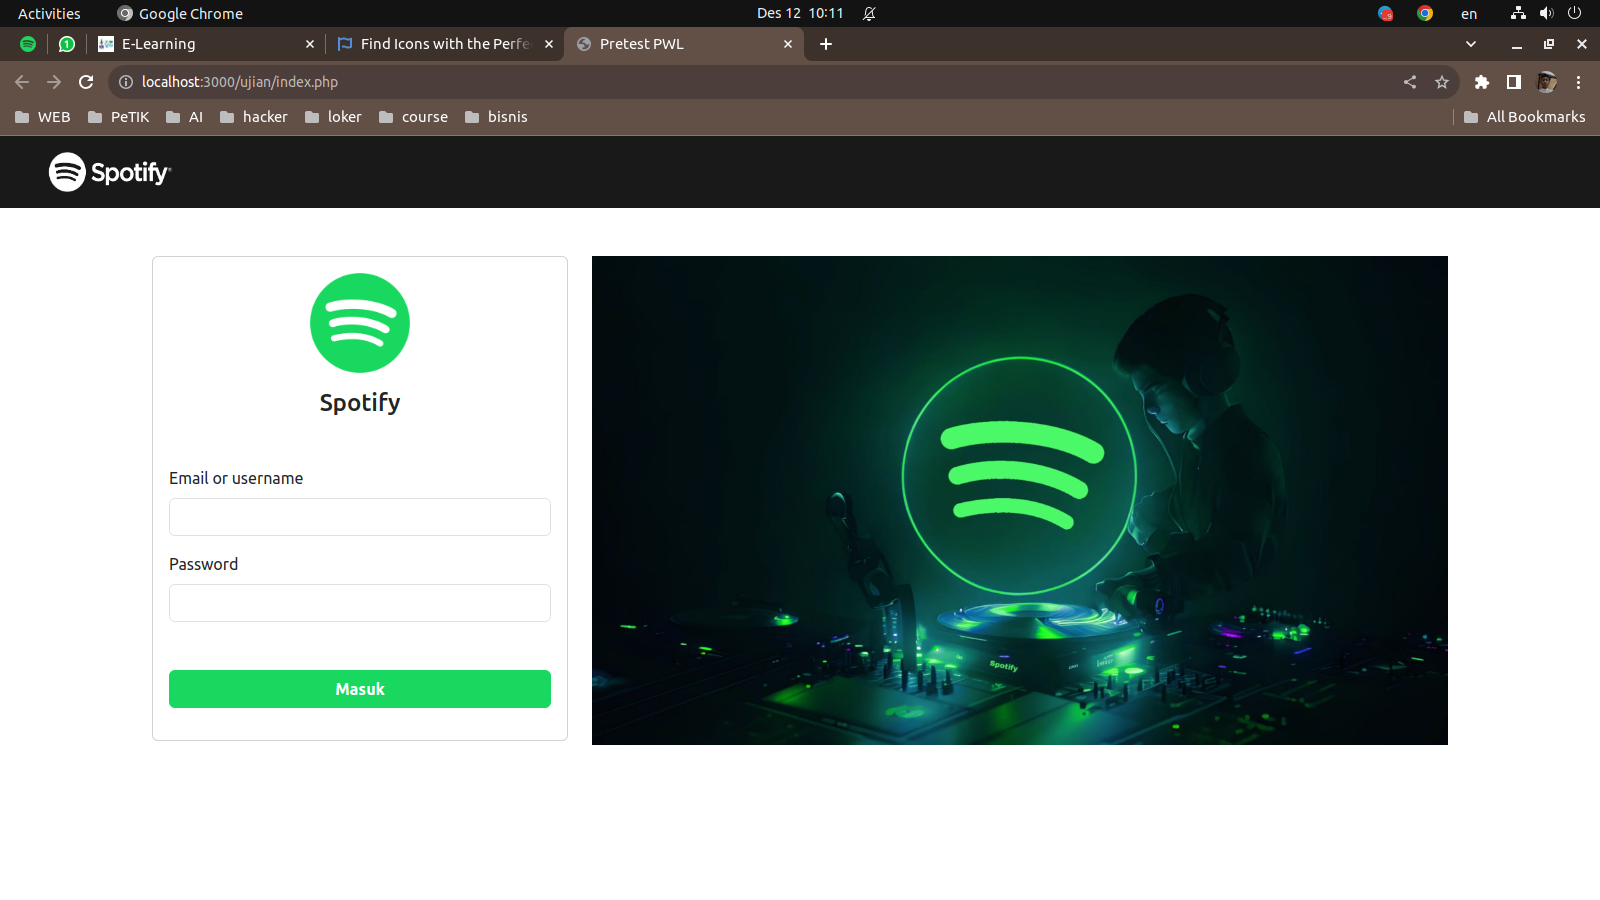 Activities Google Chrome Des 12 10:11 en
1 E-Learning Find Icons with the Perfe Pretest PWL
localhost:3000/ujian/index.php
WEB PeTIK AI hacker loker course bisnis All Bookmarks
Spotify
Spotify
Email or username
Password
Masuk
Spotify